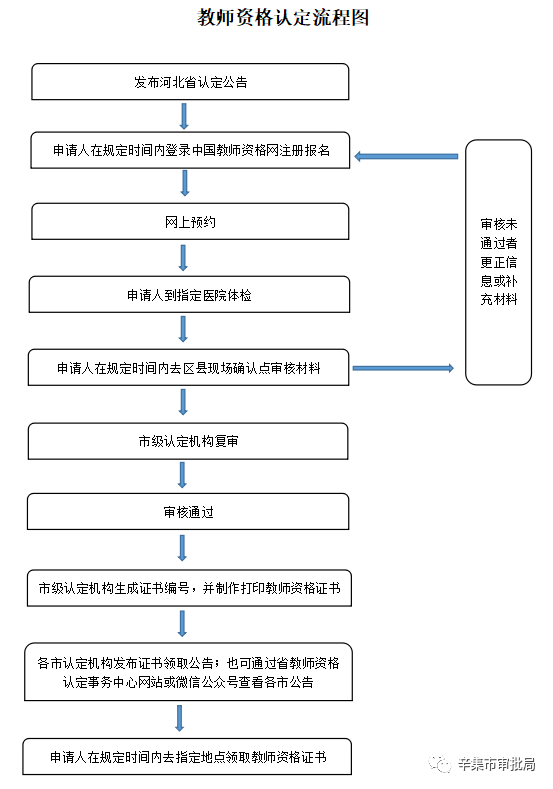 教师资格认定流程图
发布河北省认定公告
申请人在规定时间内登录中国教师资格网注册报名
网上预约
申请人到指定医院体检
申请人在规定时间内去区县现场确认点审核材料
审核未
通过者
更正信
息或补
充材料
市级认定机构复审
审核通过
市级认定机构生成证书编号，并制作打印教师资格证书
各市认定机构发布证书领取公告；也可通过省教师资格
认定事务中心网站或微信公众号查看各市公告
申请人在规定时间内去指定地点领取教师资格证书
辛集市审批局